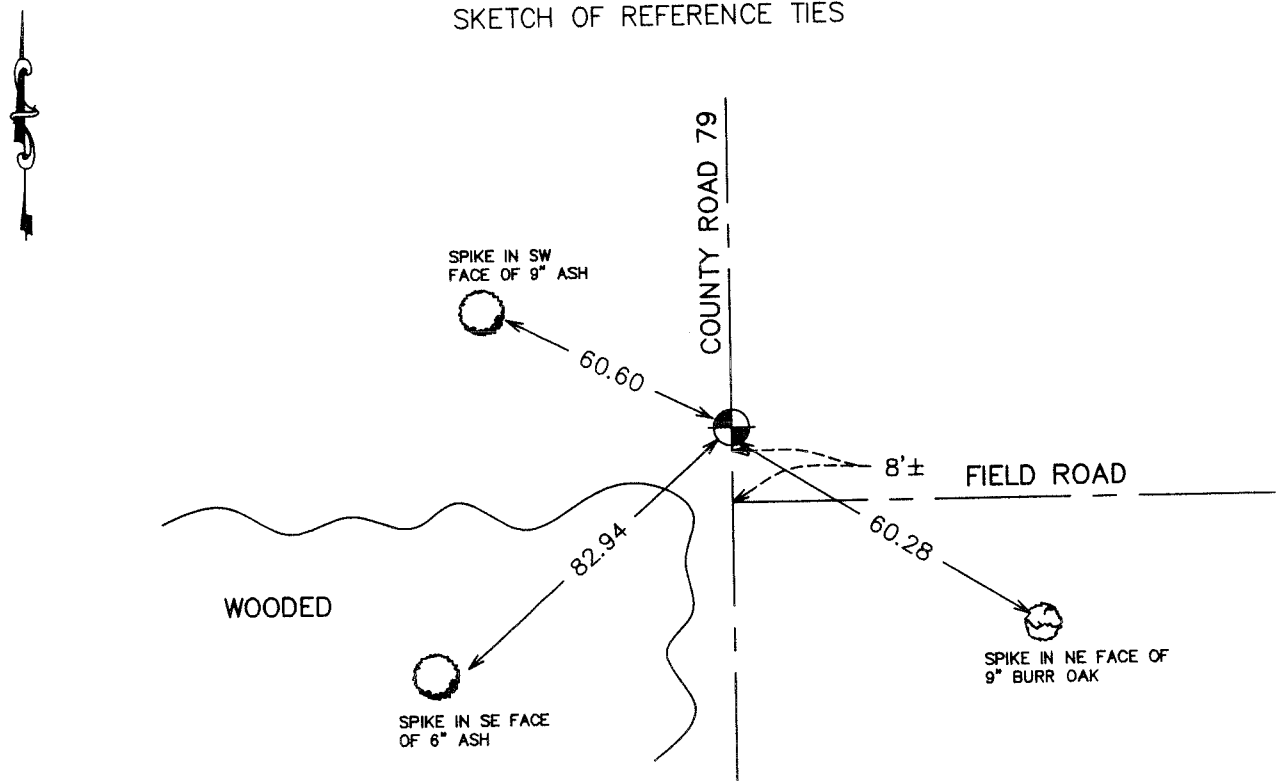 SKETCH OF REFERENCE TIES
COUNTY ROAD 79
SPIKE IN SW
FACE OF 9" ASH
60.60
8'±
FIELD ROAD
60.28
82.94
WOODED
SPIKE IN NE FACE OF
9" BURR OAK
SPIKE IN SE FACE
OF 6" ASH